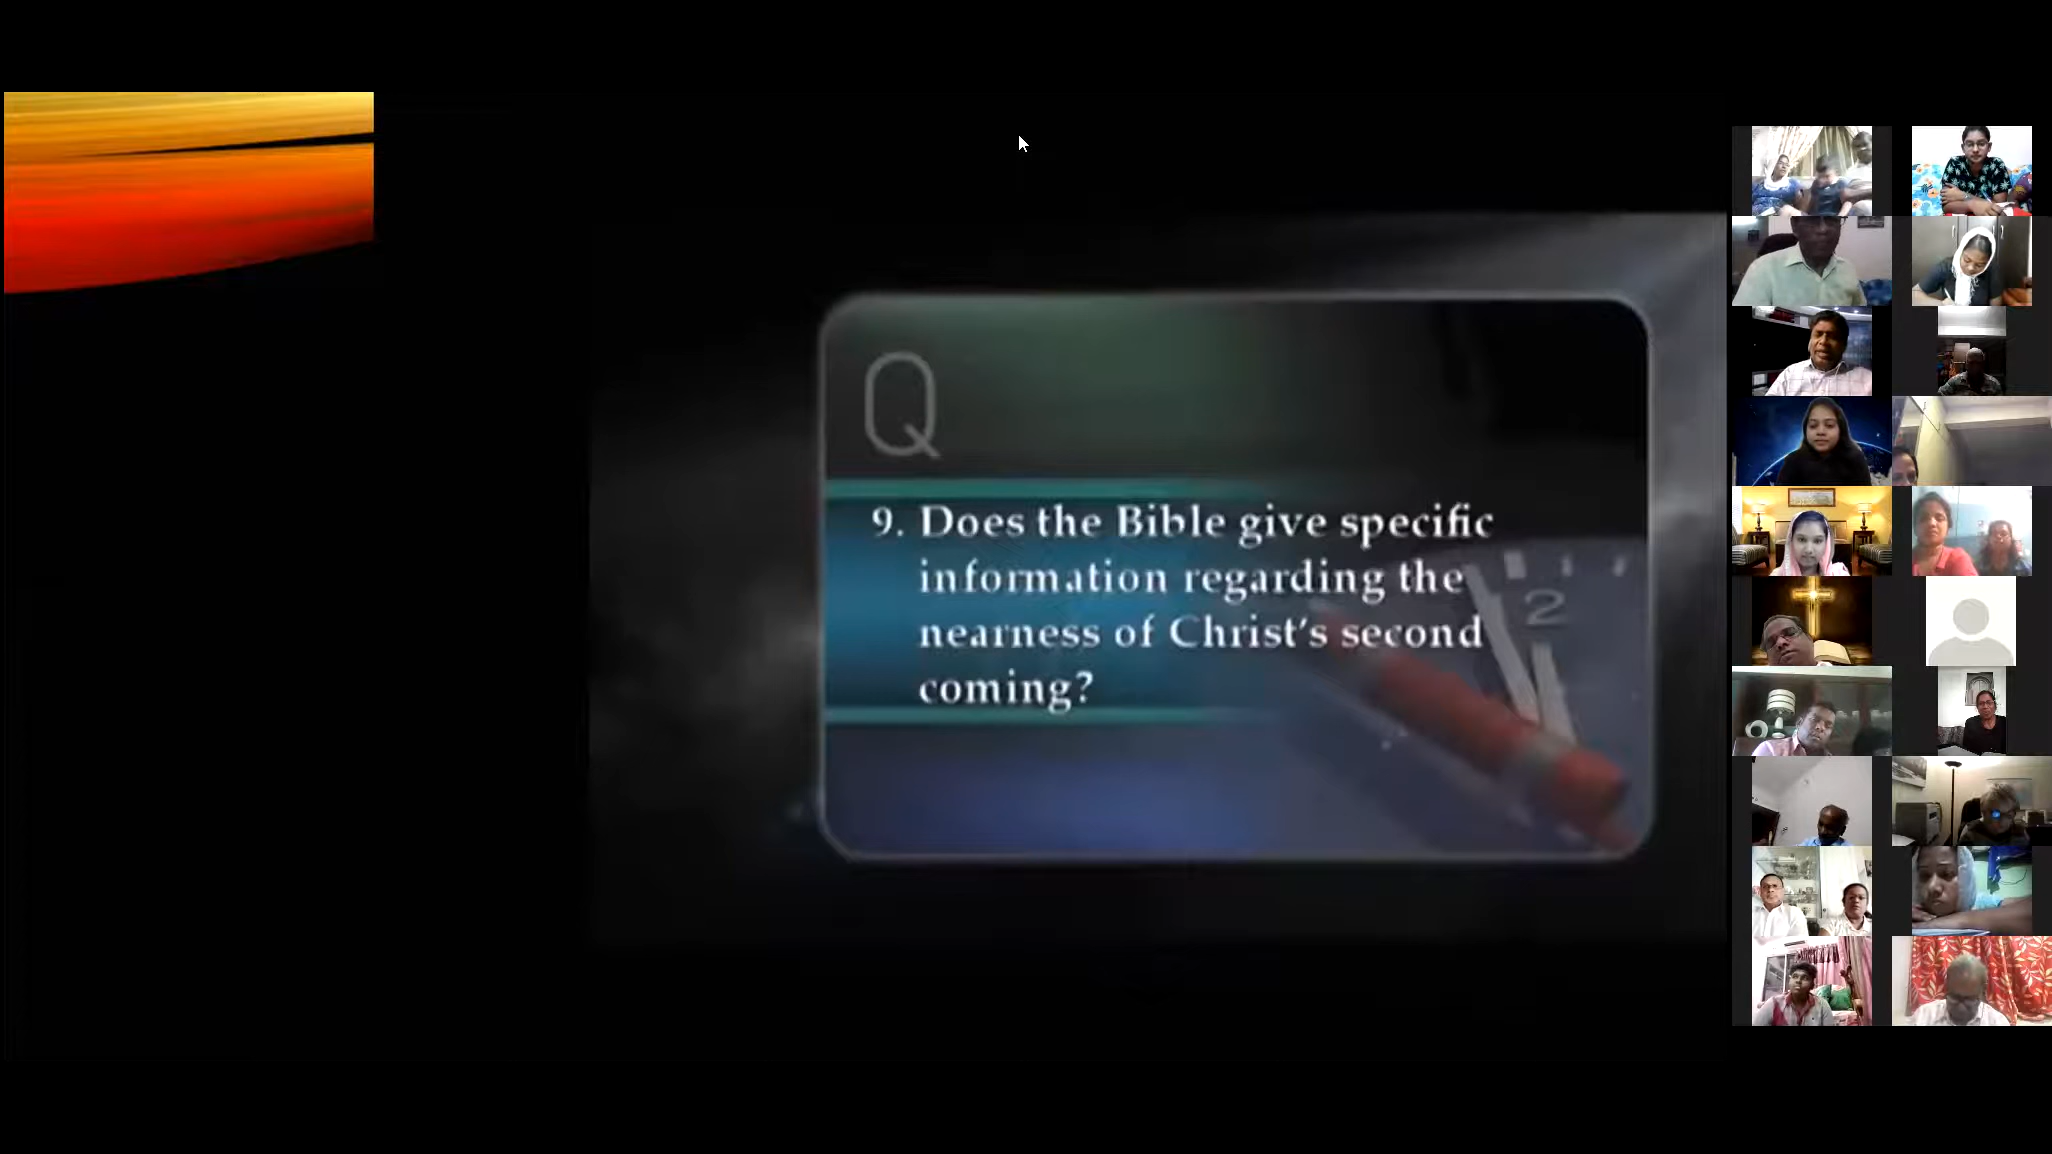 Q
9. Does the Bible give specific
information regarding the
nearness of Christ's second
coming?
2